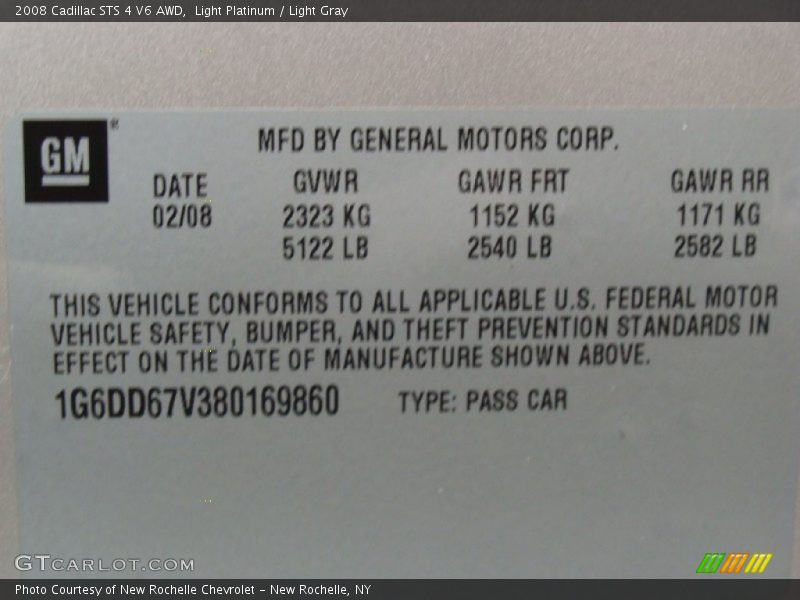 2008 Cadillac STS 4 V6 AWD, Light Platinum / Light Gray
GM®
MFD BY GENERAL MOTORS CORP.
DATE GVWR GAWR FRT GAWR RR
02/08 2323 KG 1152 KG 1171 KG
5122 LB 2540 LB 2582 LB
THIS VEHICLE CONFORMS TO ALL APPLICABLE U.S. FEDERAL MOTOR
VEHICLE SAFETY, BUMPER, AND THEFT PREVENTION STANDARDS IN
EFFECT ON THE DATE OF MANUFACTURE SHOWN ABOVE.
1G6DD67V380169860 TYPE: PASS CAR
GTCARLOT.COM
Photo Courtesy of New Rochelle Chevrolet – New Rochelle, NY